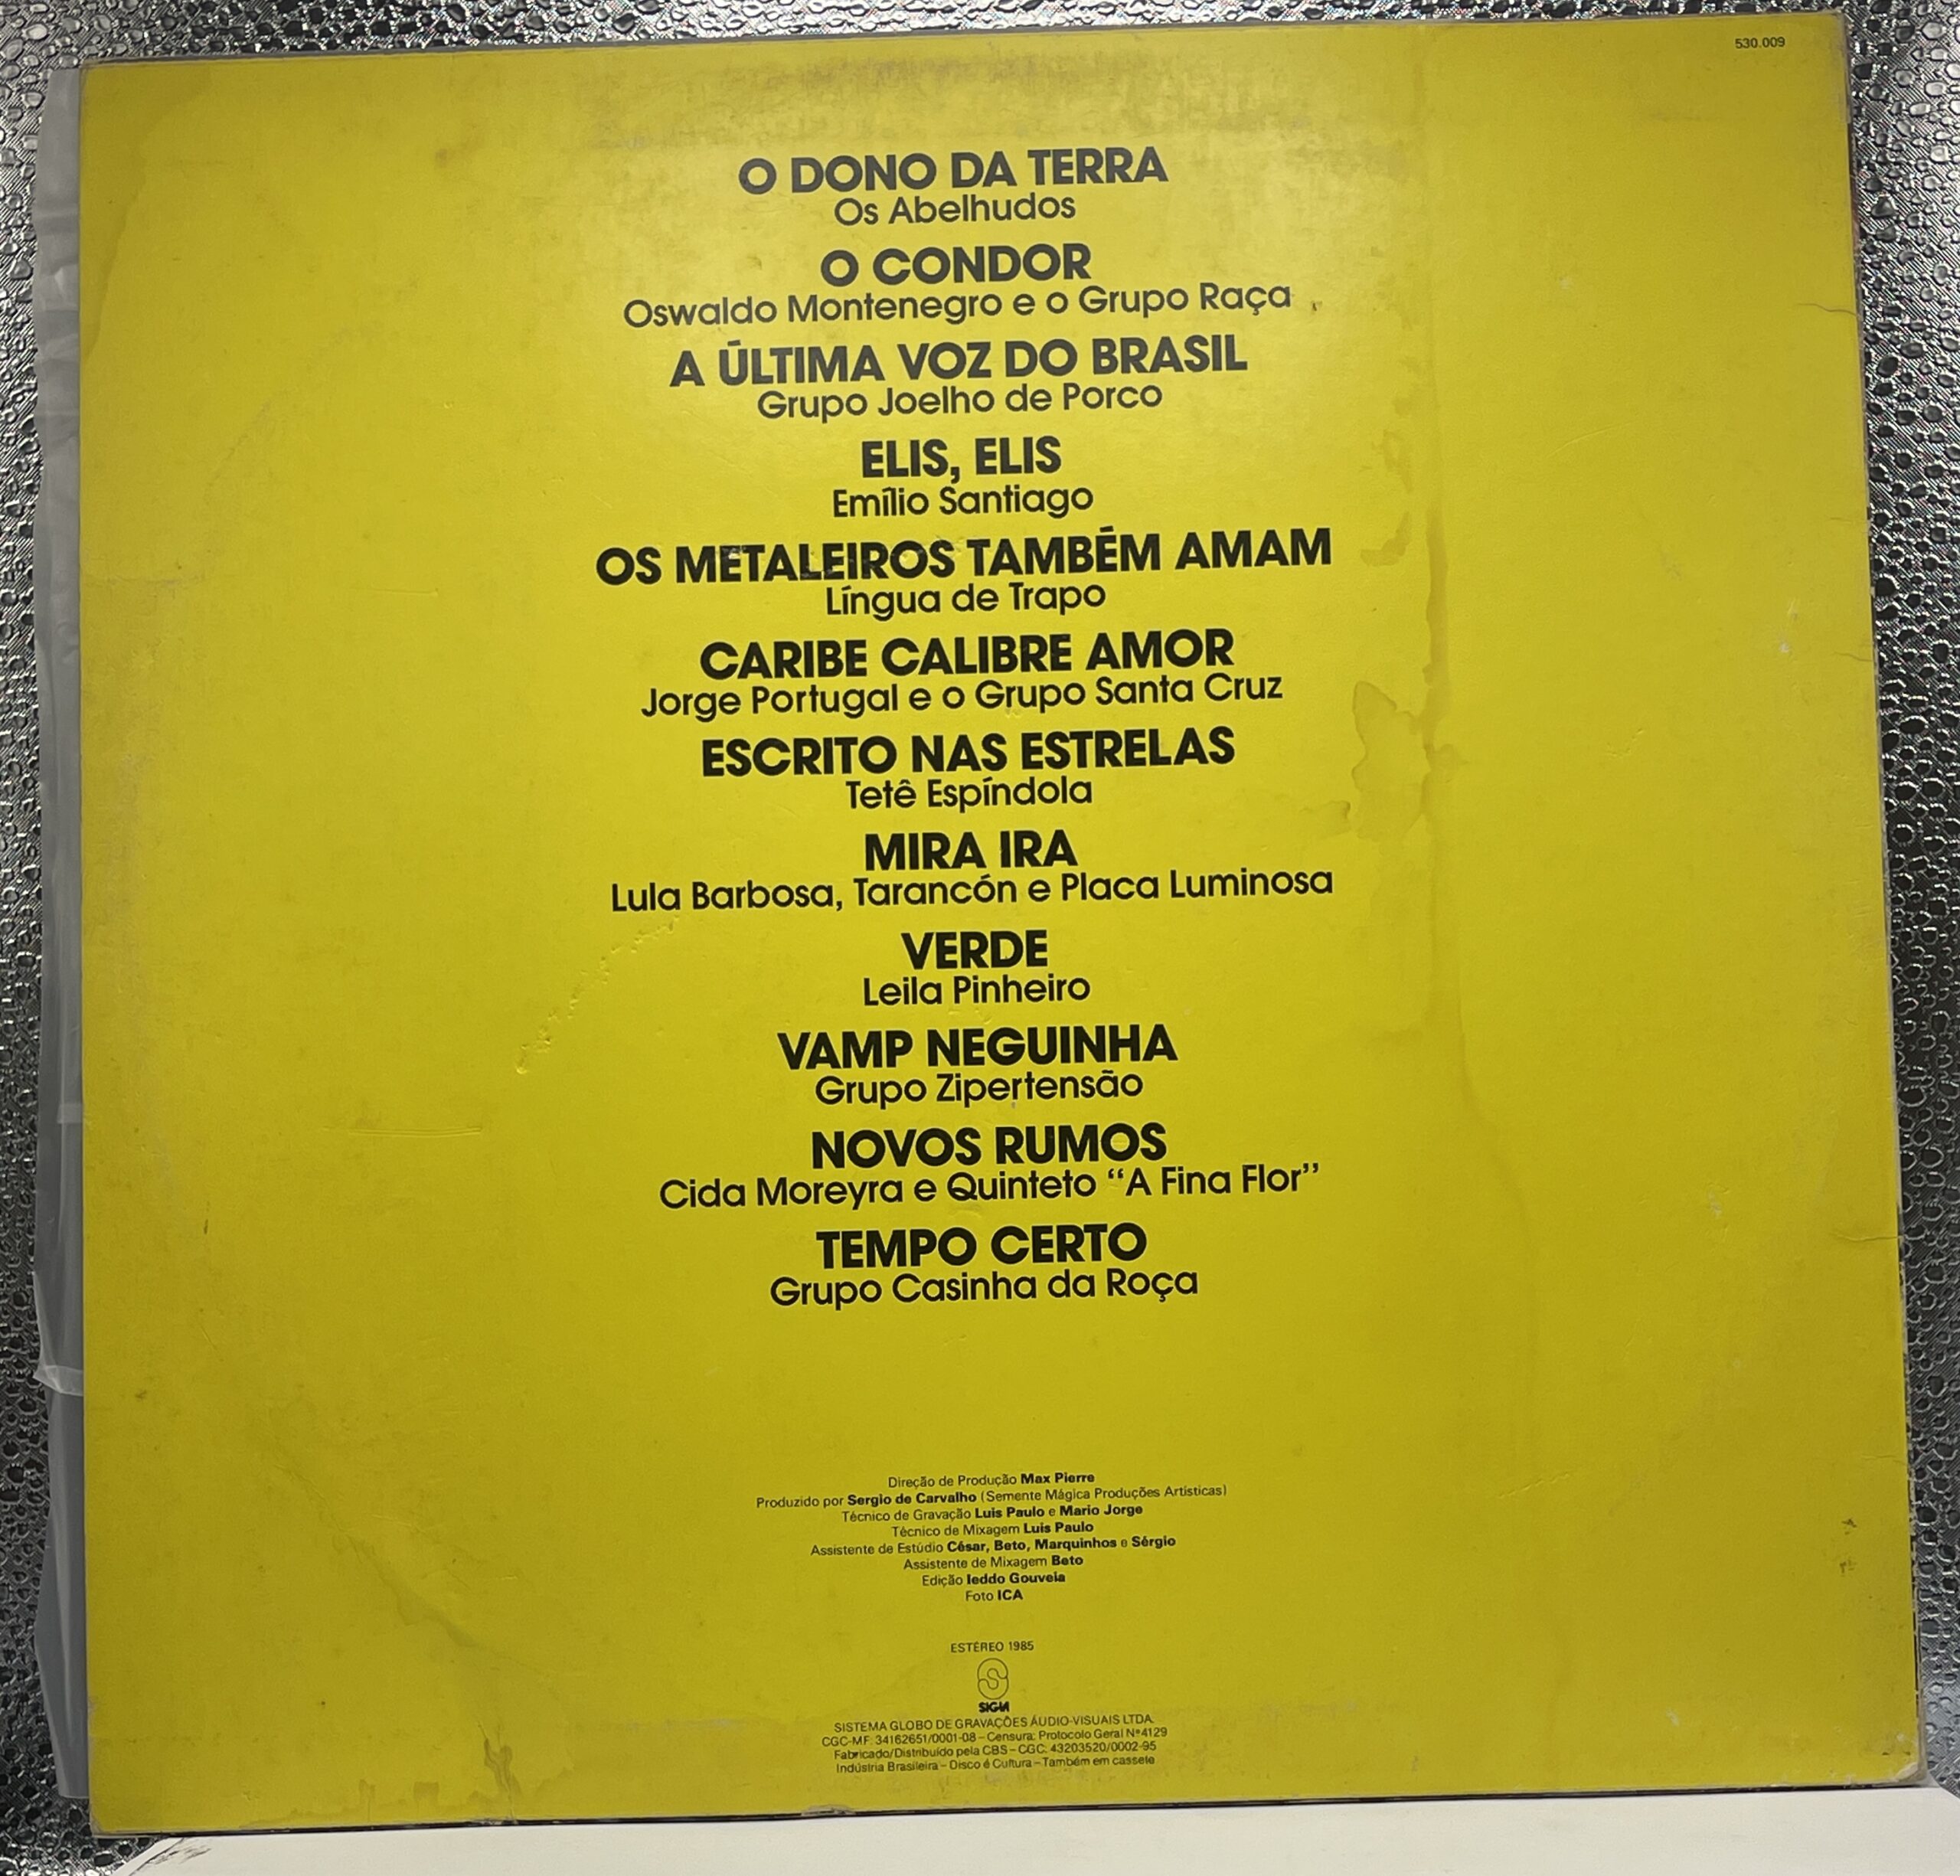 530.009
O DONO DA TERRA
Os Abelhudos
O CONDOR
Oswaldo Montenegro e o Grupo Raça
A ÚLTIMA VOZ DO BRASIL
Grupo Joelho de Porco
ELIS, ELIS
Emílio Santiago
OS METALEIROS TAMBÉM AMAM
Língua de Trapo
CARIBE CALIBRE AMOR
Jorge Portugal e o Grupo Santa Cruz
ESCRITO NAS ESTRELAS
Tetê Espíndola
MIRA IRA
Lula Barbosa, Tarancón e Placa Luminosa
VERDE
Leila Pinheiro
VAMP NEGUINHA
Grupo Zipertensão
NOVOS RUMOS
Cida Moreyra e Quinteto “A Fina Flor”
TEMPO CERTO
Grupo Casinha da Roça
Direção de Produção Max Pierre
Produzido por Sergio de Carvalho (Semente Mágica Produções Artísticas)
Técnico de Gravação Luis Paulo e Mario Jorge
Técnico de Mixagem Luis Paulo
Assistente de Estúdio César, Beto, Marquinhos e Sérgio
Assistente de Mixagem Beto
Edição Ieddo Gouveia
Foto ICA
ESTÉREO 1985
SIGLA
SISTEMA GLOBO DE GRAVAÇÕES ÁUDIO-VISUAIS LTDA.
CGC-MF. 34162651/0001-08 – Censura: Protocolo Geral Nº 4129
Fabricado/Distribuído pela CBS – CGC. 43203520/0002-95
Indústria Brasileira – Disco é Cultura – Também em cassete